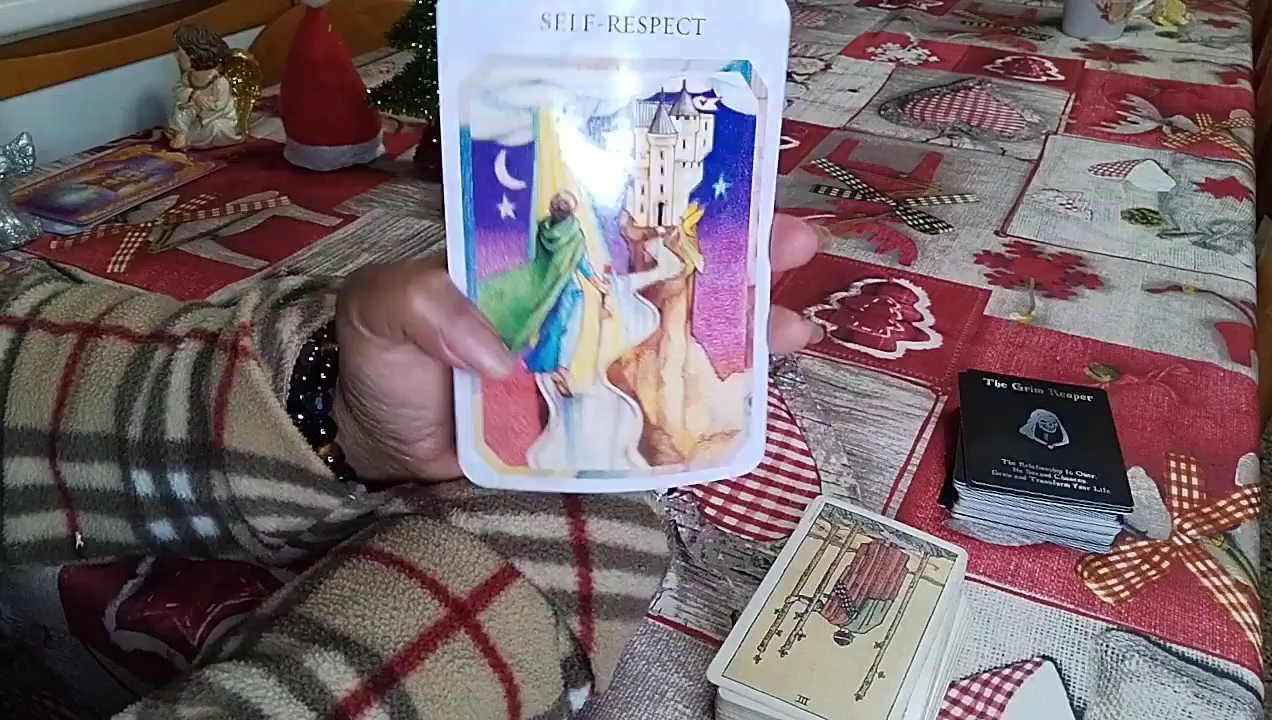 SELF-RESPECT
The Grim Reaper
The Relationship Is Over.
No Second Chances
Grow and Transform Your Life
III